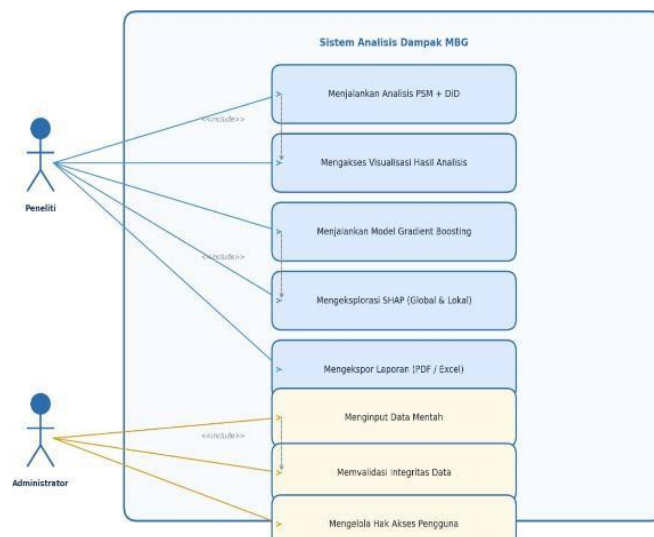 Sistem Analisis Dampak MBG
Menjalankan Analisis PSM + DiD
<<include>>
Mengakses Visualisasi Hasil Analisis
Peneliti
Menjalankan Model Gradient Boosting
<<include>>
Mengeksplorasi SHAP (Global & Lokal)
Mengekspor Laporan (PDF / Excel)
Menginput Data Mentah
<<include>>
Memvalidasi Integritas Data
Administrator
Mengelola Hak Akses Pengguna